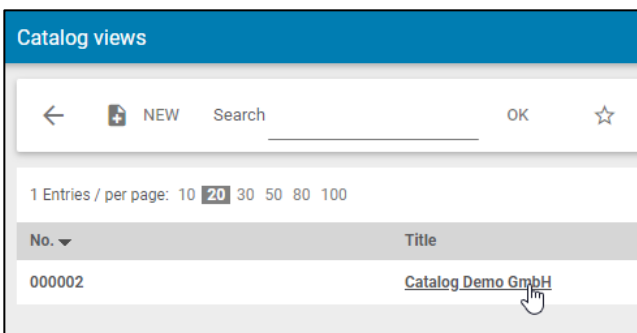 Catalog views
NEW Search OK
1 Entries / per page: 10 20 30 50 80 100
No. Title
000002 Catalog Demo GmbH